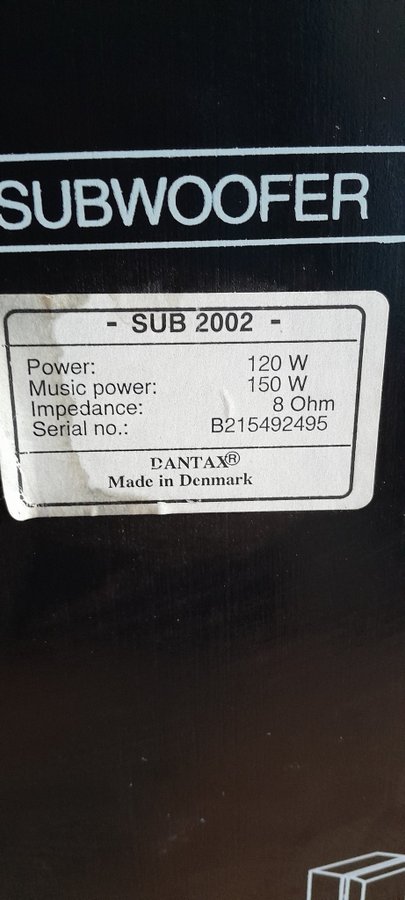 SUBWOOFER
- SUB 2002 -
Power: 120 W
Music power: 150 W
Impedance: 8 Ohm
Serial no.: B215492495
DANTAX®
Made in Denmark